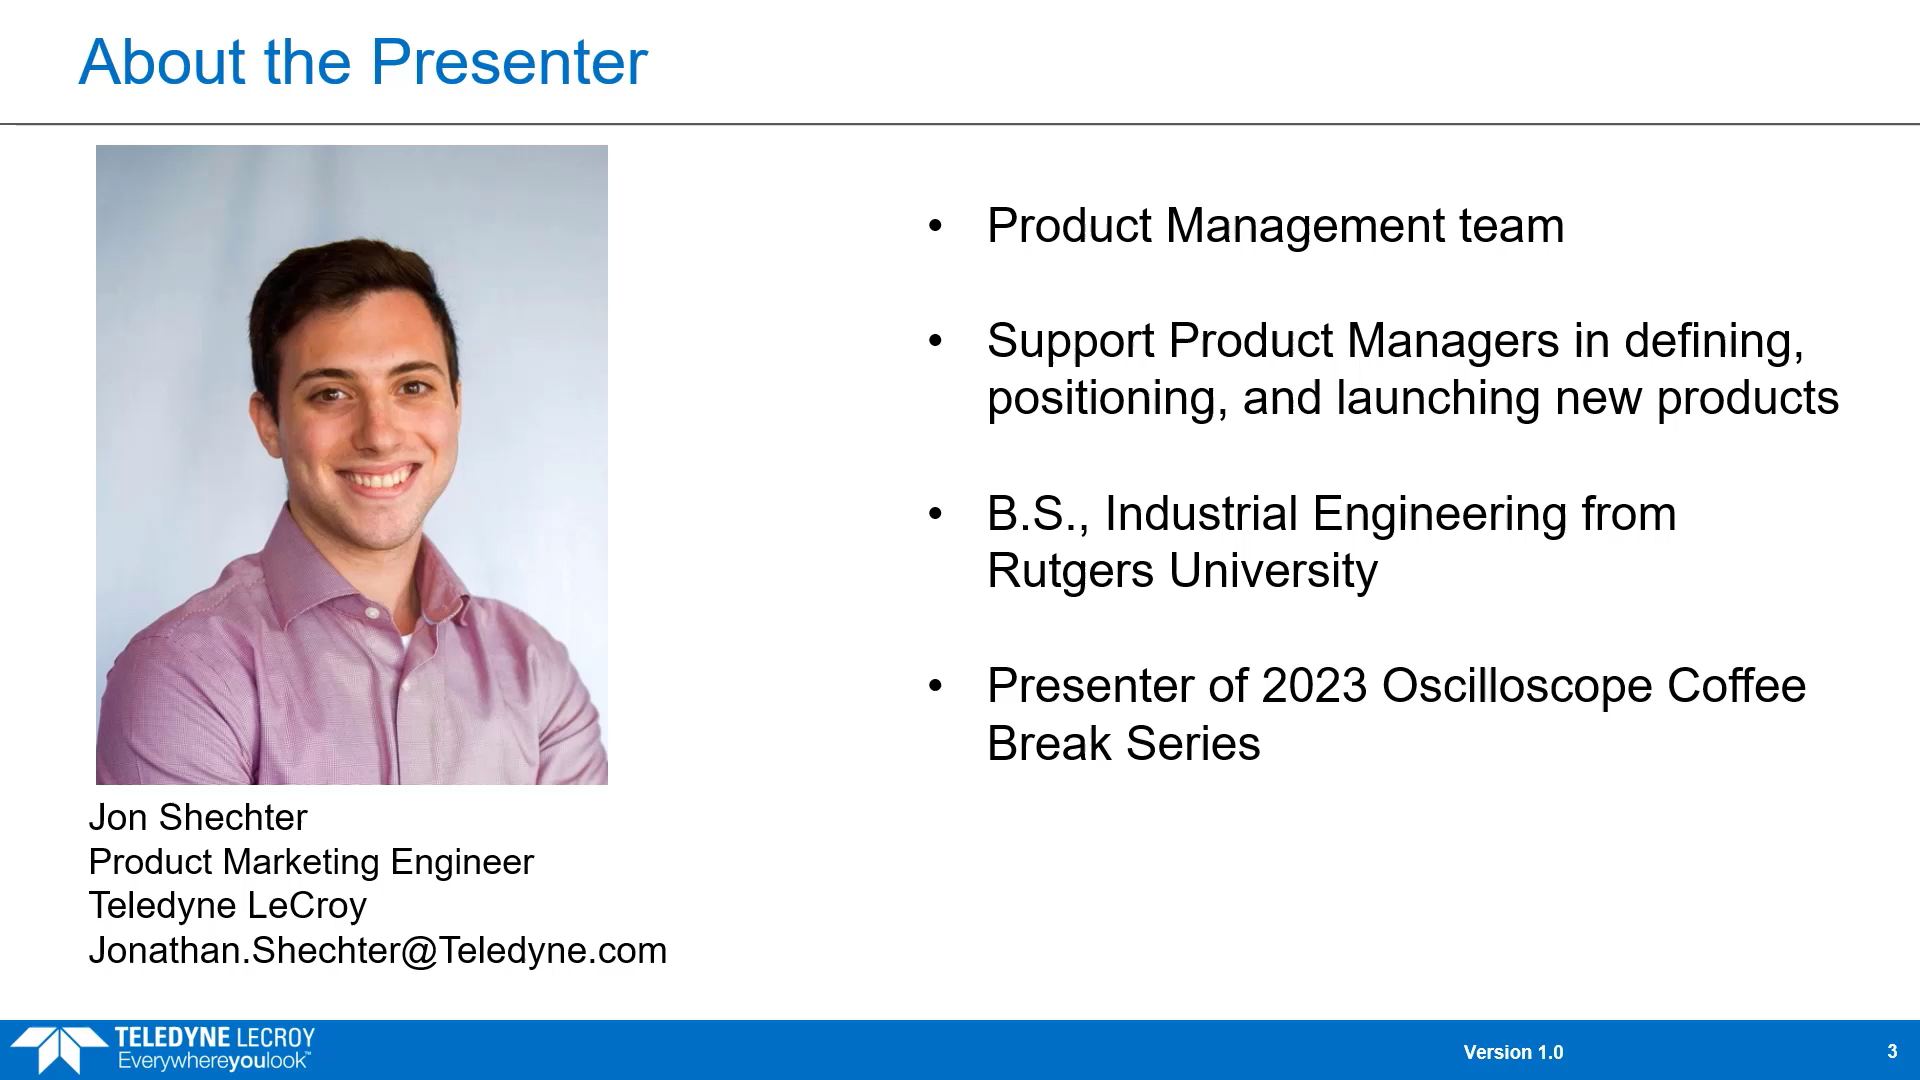 About the Presenter
• Product Management team
• Support Product Managers in defining,
positioning, and launching new products
• B.S., Industrial Engineering from
Rutgers University
• Presenter of 2023 Oscilloscope Coffee
Break Series
Jon Shechter
Product Marketing Engineer
Teledyne LeCroy
Jonathan.Shechter@Teledyne.com
TELEDYNE LECROY
Everywhereyoulook™
Version 1.0
3